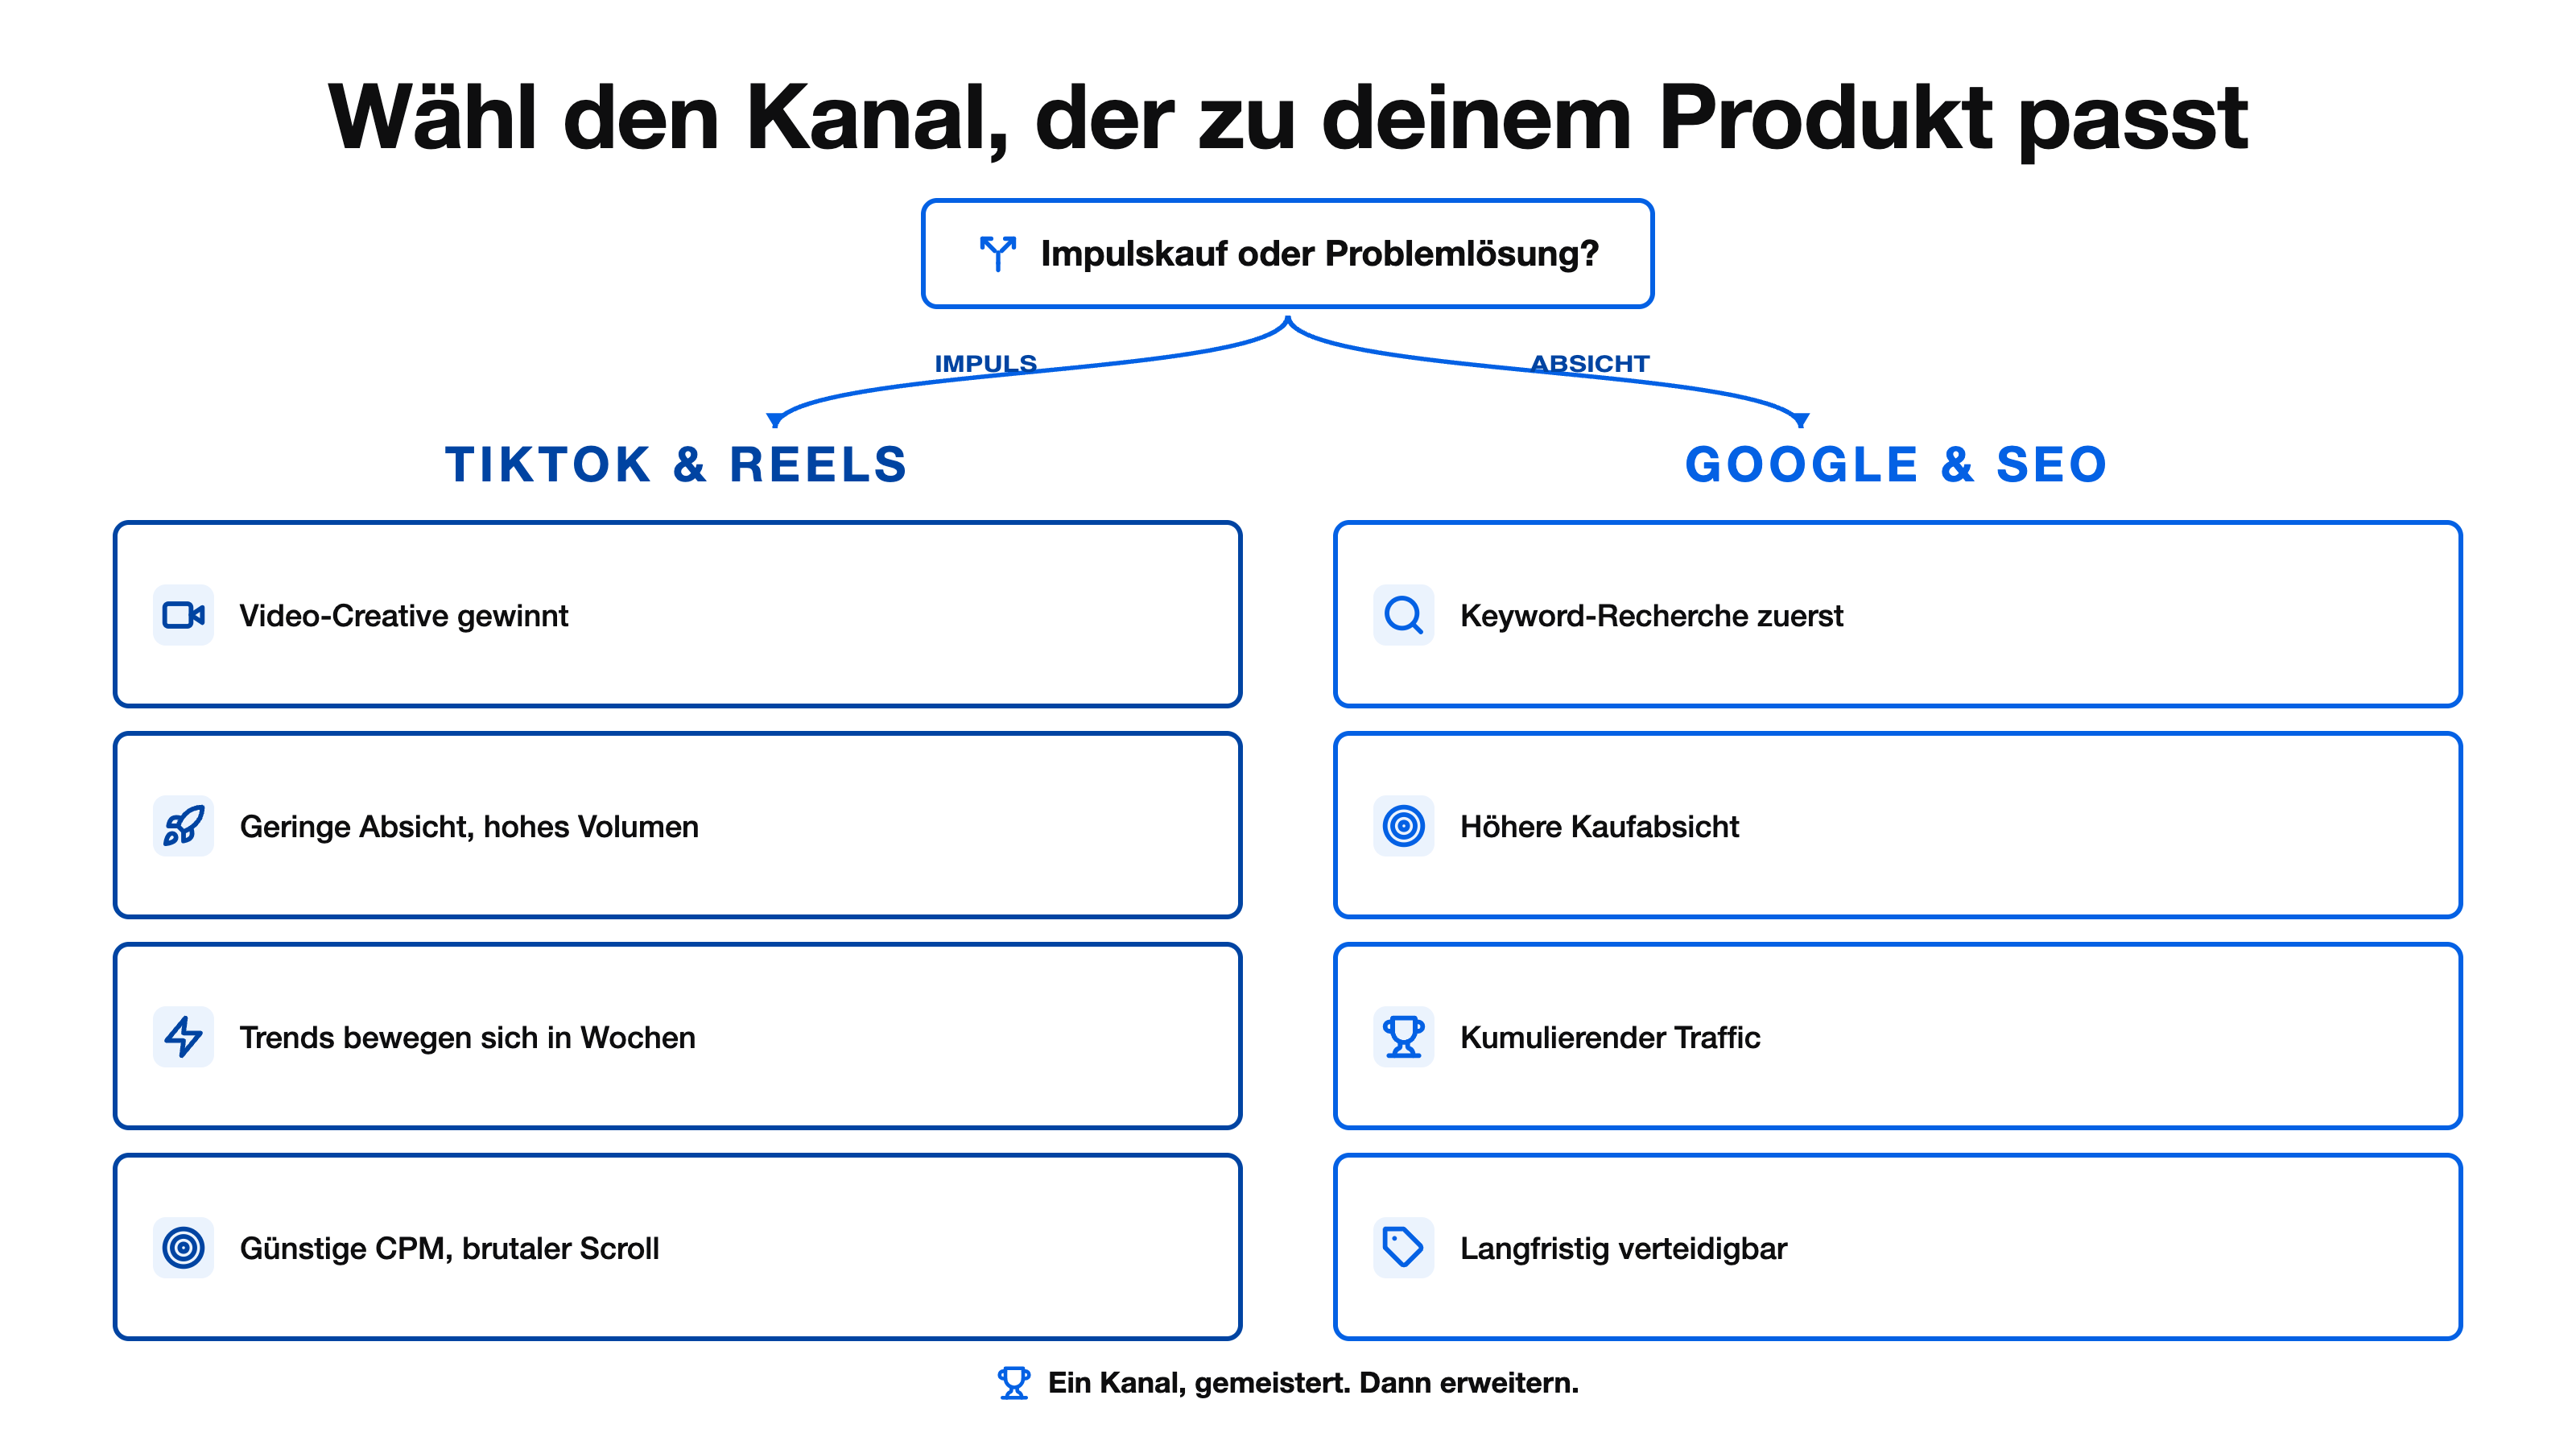 Wähl den Kanal, der zu deinem Produkt passt
Impulskauf oder Problemlösung?
IMPULS
ABSICHT
TIKTOK & REELS
Video-Creative gewinnt
Geringe Absicht, hohes Volumen
Trends bewegen sich in Wochen
Günstige CPM, brutaler Scroll
GOOGLE & SEO
Keyword-Recherche zuerst
Höhere Kaufabsicht
Kumulierender Traffic
Langfristig verteidigbar
Ein Kanal, gemeistert. Dann erweitern.